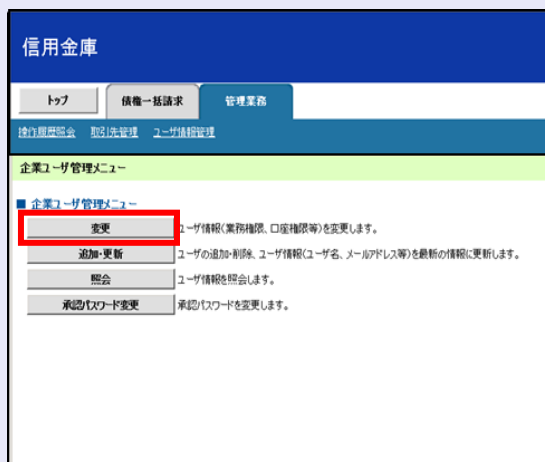 信用金庫
トップ 債権一括請求 管理業務
操作履歴照会 取引先管理 ユーザ情報管理
企業ユーザ管理メニュー
■ 企業ユーザ管理メニュー
変更 ユーザ情報(業務権限、口座権限等)を変更します。
追加・更新 ユーザの追加・削除、ユーザ情報(ユーザ名、メールアドレス等)を最新の情報に更新します。
照会 ユーザ情報を照会します。
承認パスワード変更 承認パスワードを変更します。